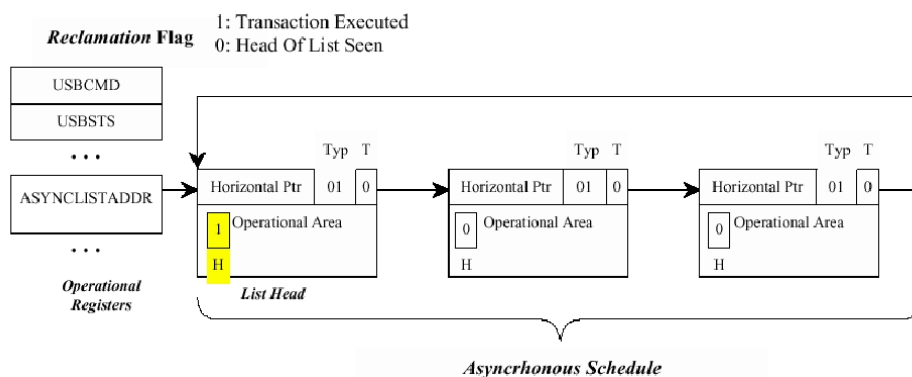 Reclamation Flag
1: Transaction Executed
0: Head Of List Seen
USBCMD
USBSTS
• • •
ASYNCLISTADDR
• • •
Operational
Registers
Typ T
Horizontal Ptr 01 0
1 Operational Area
H
List Head
Typ T
Horizontal Ptr 01 0
0 Operational Area
H
Typ T
Horizontal Ptr 01 0
0 Operational Area
H
Asyncrhonous Schedule